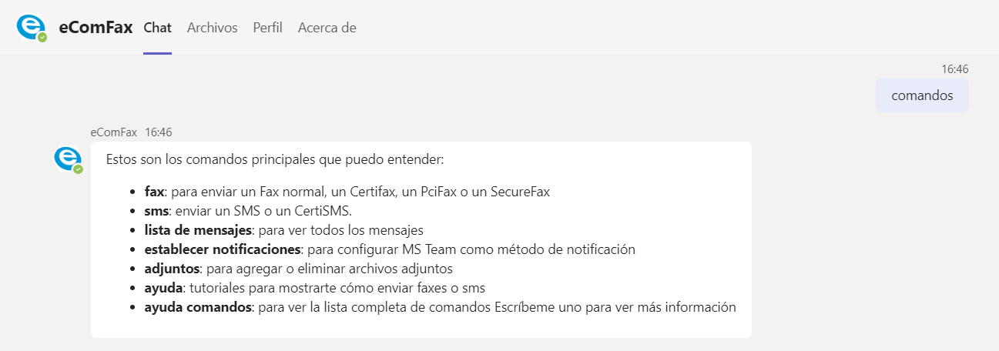 eComFax Chat Archivos Perfil Acerca de
16:46
comandos
eComFax 16:46
Estos son los comandos principales que puedo entender:
• fax: para enviar un Fax normal, un Certifax, un PciFax o un SecureFax
• sms: enviar un SMS o un CertiSMS.
• lista de mensajes: para ver todos los mensajes
• establecer notificaciones: para configurar MS Team como método de notificación
• adjuntos: para agregar o eliminar archivos adjuntos
• ayuda: tutoriales para mostrarte cómo enviar faxes o sms
• ayuda comandos: para ver la lista completa de comandos Escríbeme uno para ver más información